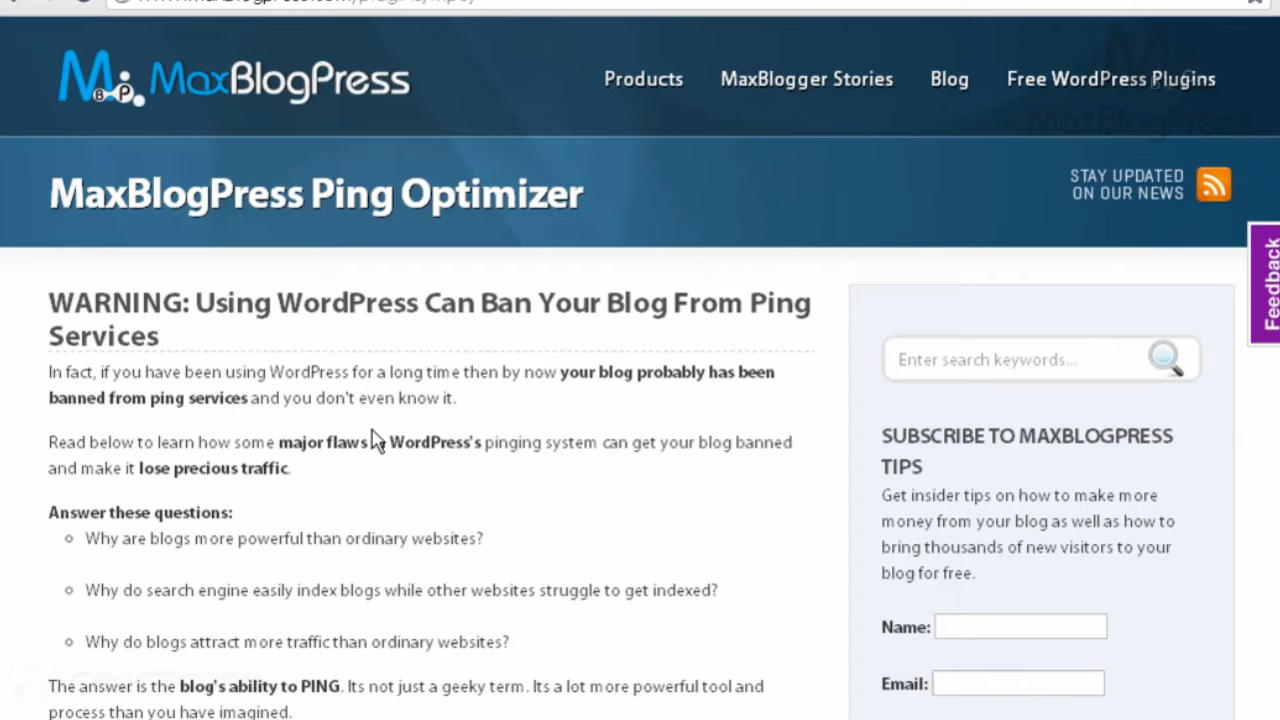 MaxBlogPress
Products
MaxBlogger Stories
Blog
Free WordPress Plugins
MaxBlogPress
MaxBlogPress Ping Optimizer
STAY UPDATED
ON OUR NEWS
Feedback
WARNING: Using WordPress Can Ban Your Blog From Ping
Services
In fact, if you have been using WordPress for a long time then by now your blog probably has been
banned from ping services and you don't even know it.
Read below to learn how some major flaws WordPress's pinging system can get your blog banned
and make it lose precious traffic.
Answer these questions:
Why are blogs more powerful than ordinary websites?
Why do search engine easily index blogs while other websites struggle to get indexed?
Why do blogs attract more traffic than ordinary websites?
The answer is the blog's ability to PING. Its not just a geeky term. Its a lot more powerful tool and
process than you have imagined.
Enter search keywords...
SUBSCRIBE TO MAXBLOGPRESS
TIPS
Get insider tips on how to make more
money from your blog as well as how to
bring thousands of new visitors to your
blog for free.
Name:
Email: